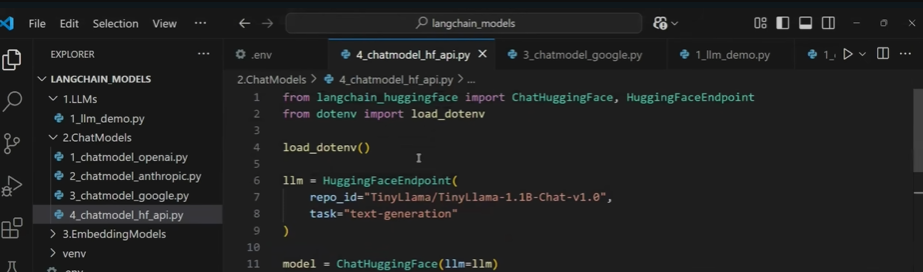 File Edit Selection View ... langchain_models
EXPLORER ...
.env 4_chatmodel_hf_api.py 3_chatmodel_google.py 1_llm_demo.py
LANGCHAIN_MODELS
1.LLMs
1_llm_demo.py
2.ChatModels
1_chatmodel_openai.py
2_chatmodel_anthropic.py
3_chatmodel_google.py
4_chatmodel_hf_api.py
3.EmbeddingModels
venv
.env
2.ChatModels > 4_chatmodel_hf_api.py > ...
1 from langchain_huggingface import ChatHuggingFace, HuggingFaceEndpoint
2 from dotenv import load_dotenv
3
4 load_dotenv()
5
6 llm = HuggingFaceEndpoint(
7 repo_id="TinyLlama/TinyLlama-1.1B-Chat-v1.0",
8 task="text-generation"
9 )
10
11 model = ChatHuggingFace(llm=llm)